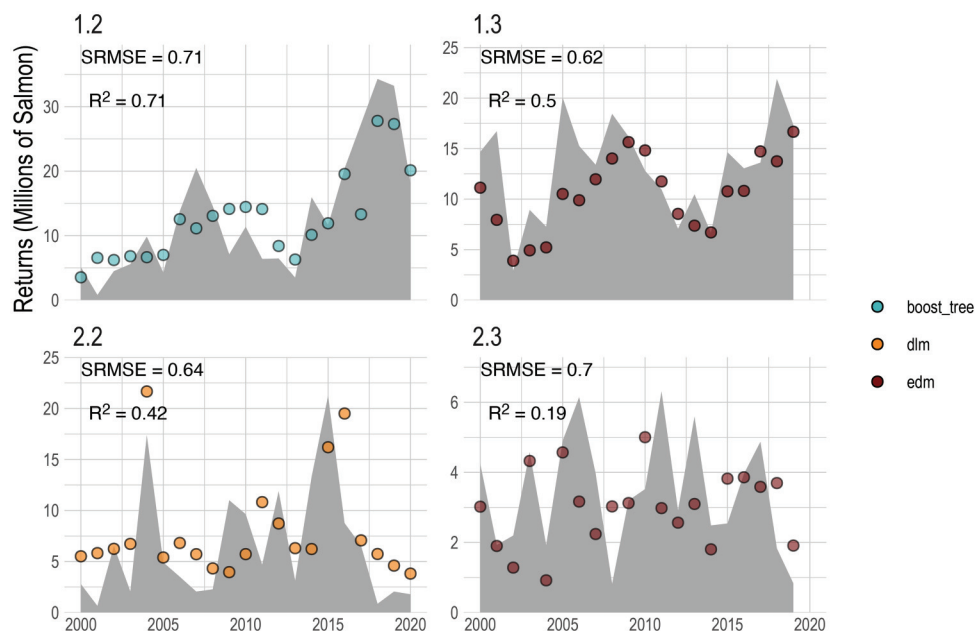 1.2
SRMSE = 0.71
R² = 0.71
30
20
10
0
1.3
SRMSE = 0.62
R² = 0.5
25
20
15
10
5
0
Returns (Millions of Salmon)
2.2
SRMSE = 0.64
R² = 0.42
25
20
15
10
5
0
2000 2005 2010 2015 2020
2.3
SRMSE = 0.7
R² = 0.19
6
4
2
0
2000 2005 2010 2015 2020
boost_tree
dlm
edm